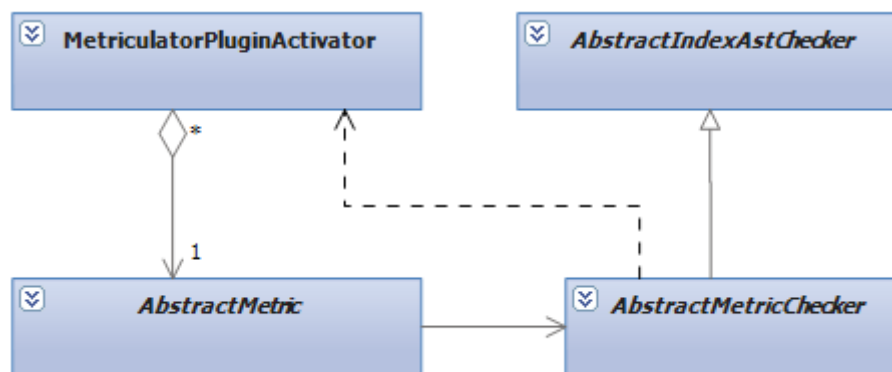 MetriculatorPluginActivator
AbstractIndexAstChecker
*
1
AbstractMetric
AbstractMetricChecker